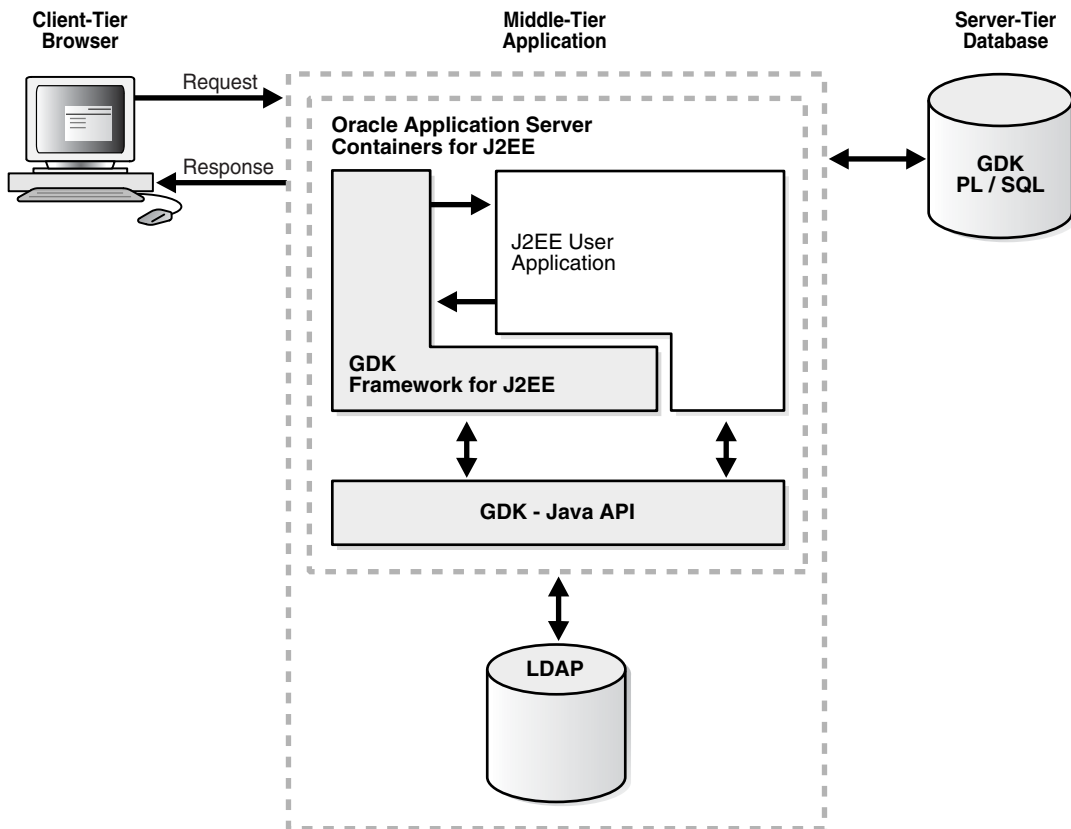 Client-Tier
Browser
Middle-Tier
Application
Server-Tier
Database
Request
Response
Oracle Application Server
Containers for J2EE
J2EE User
Application
GDK
Framework for J2EE
GDK - Java API
LDAP
GDK
PL / SQL